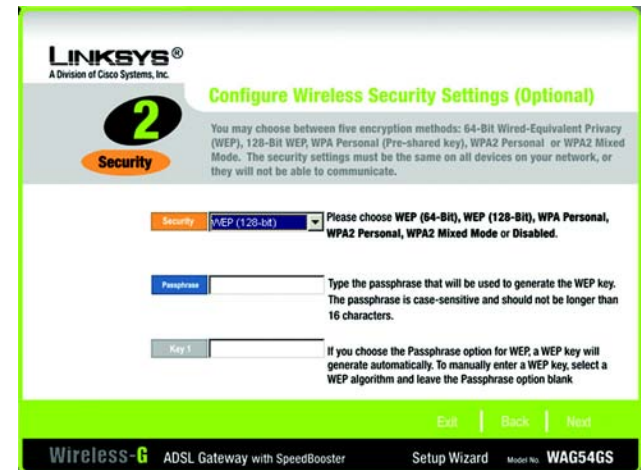 LINKSYS®
A Division of Cisco Systems, Inc.
2
Security
Configure Wireless Security Settings (Optional)
You may choose between five encryption methods: 64-Bit Wired-Equivalent Privacy
(WEP), 128-Bit WEP, WPA Personal (Pre-shared key), WPA2 Personal or WPA2 Mixed
Mode. The security settings must be the same on all devices on your network, or
they will not be able to communicate.
Security WEP (128-bit) Please choose WEP (64-Bit), WEP (128-Bit), WPA Personal,
WPA2 Personal, WPA2 Mixed Mode or Disabled.
Passphrase Type the passphrase that will be used to generate the WEP key.
The passphrase is case-sensitive and should not be longer than
16 characters.
Key 1 If you choose the Passphrase option for WEP, a WEP key will
generate automatically. To manually enter a WEP key, select a
WEP algorithm and leave the Passphrase option blank
Exit Back Next
Wireless-G ADSL Gateway with SpeedBooster Setup Wizard Model No. WAG54GS